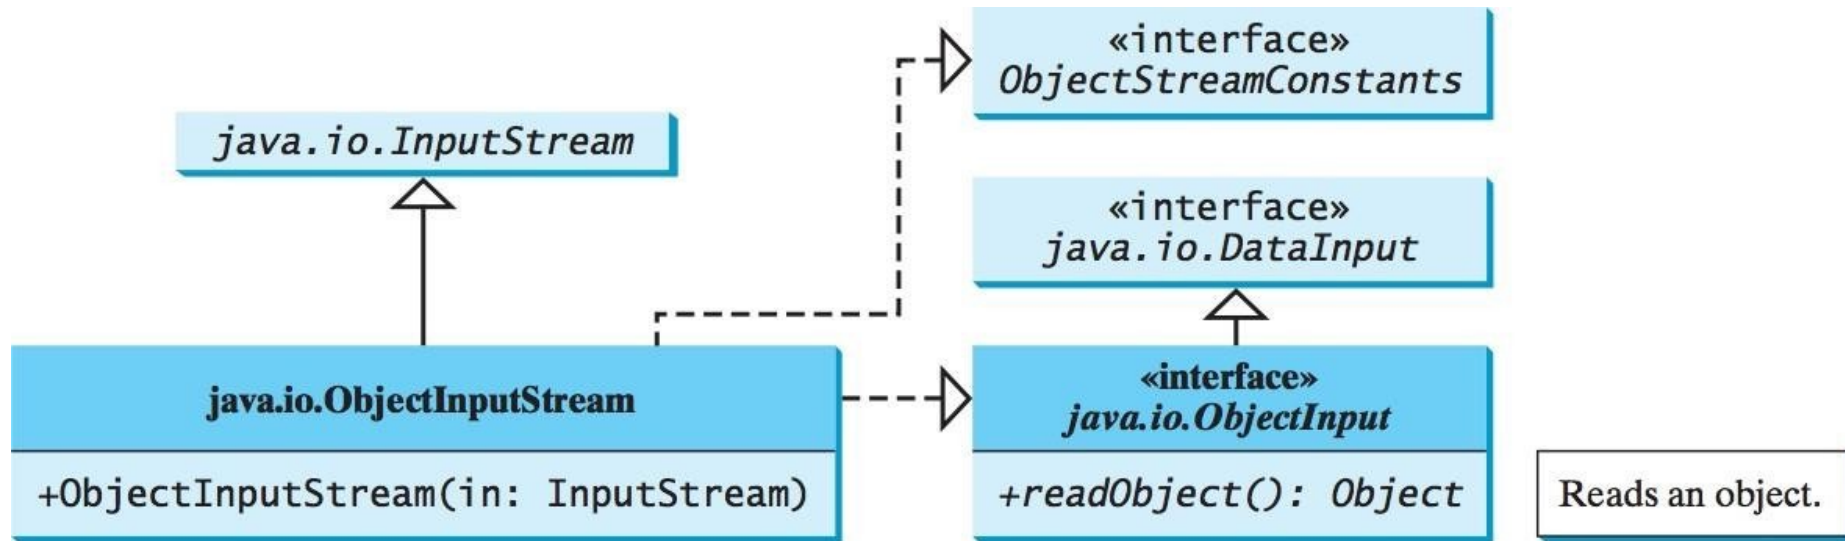 «interface»
ObjectStreamConstants
java.io.InputStream
«interface»
java.io.DataInput
java.io.ObjectInputStream
+ObjectInputStream(in: InputStream)
«interface»
java.io.ObjectInput
+readObject(): Object
Reads an object.